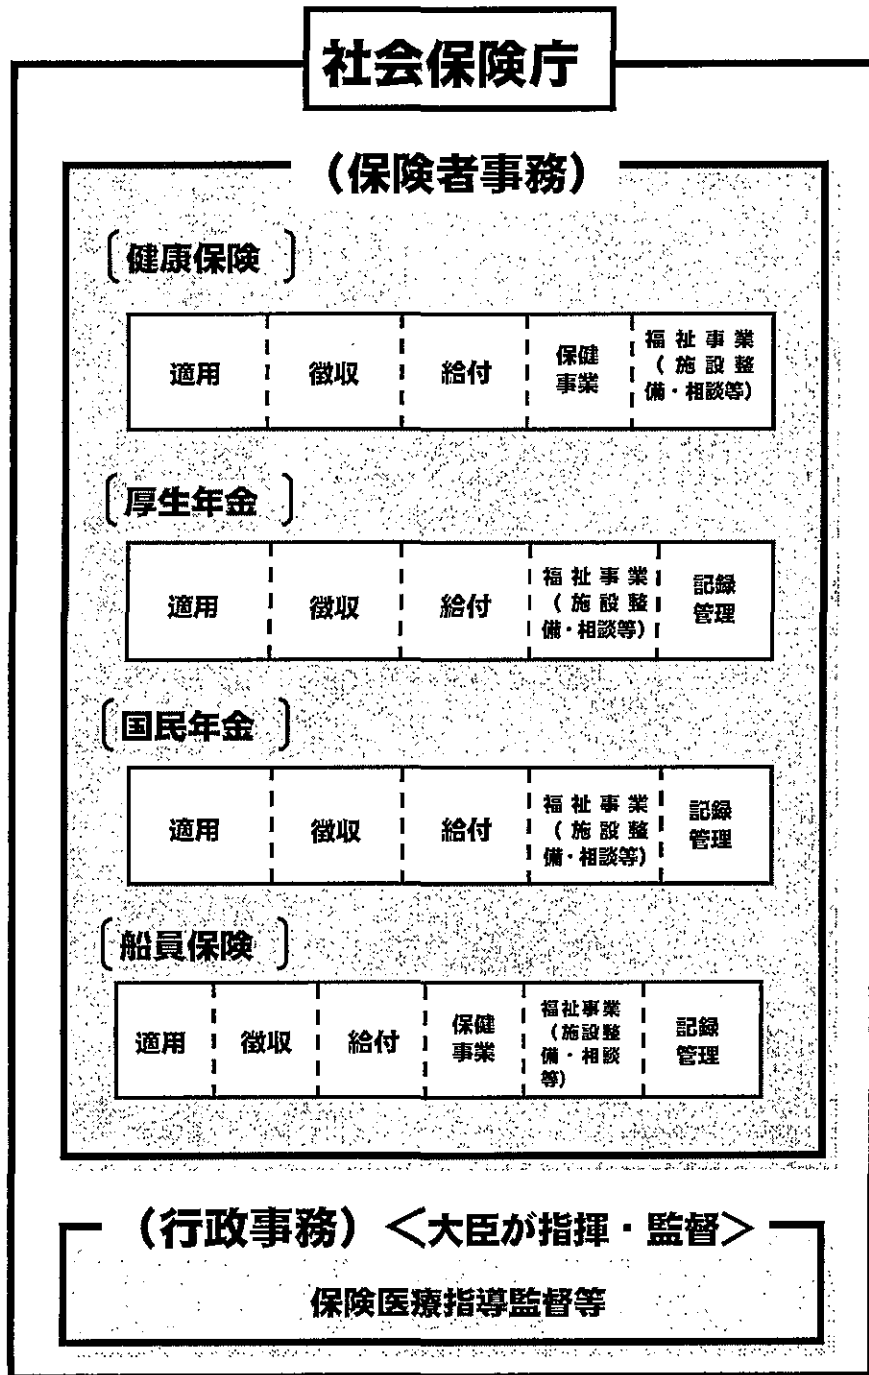 社会保険庁
（保険者事務）
〔健康保険〕
適用
徴収
給付
保健
事業
福祉事業
（施設整
備・相談等）
〔厚生年金〕
適用
徴収
給付
福祉事業
（施設整
備・相談等）
記録
管理
〔国民年金〕
適用
徴収
給付
福祉事業
（施設整
備・相談等）
記録
管理
〔船員保険〕
適用
徴収
給付
保健
事業
福祉事業
（施設整
備・相談
等）
記録
管理
（行政事務）＜大臣が指揮・監督＞
保険医療指導監督等